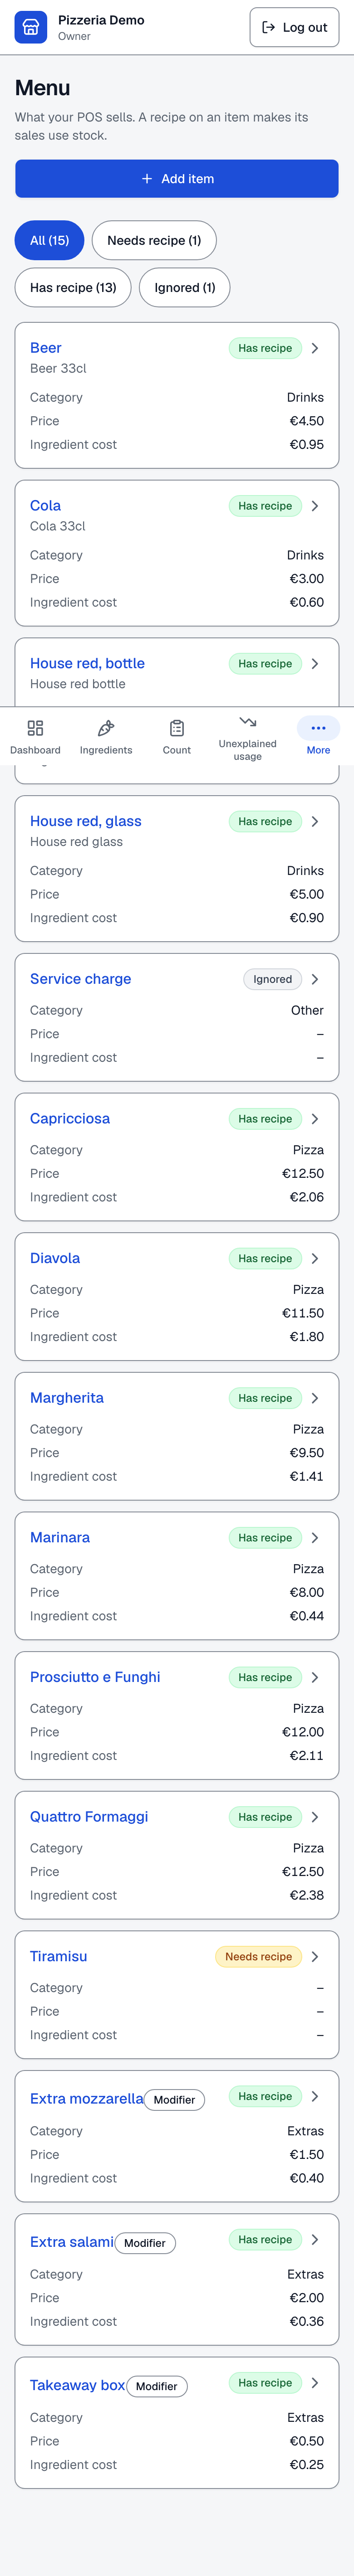 Pizzeria Demo
Owner
Log out
Menu
What your POS sells. A recipe on an item makes its
sales use stock.
Add item
All (15)
Needs recipe (1)
Has recipe (13)
Ignored (1)
Beer
Has recipe
Beer 33cl
Category Drinks
Price €4.50
Ingredient cost €0.95
Cola
Has recipe
Cola 33cl
Category Drinks
Price €3.00
Ingredient cost €0.60
House red, bottle
Has recipe
House red bottle
Dashboard
Ingredients
Count
Unexplained
usage
More
House red, glass
Has recipe
House red glass
Category Drinks
Price €5.00
Ingredient cost €0.90
Service charge
Ignored
Category Other
Price –
Ingredient cost –
Capricciosa
Has recipe
Category Pizza
Price €12.50
Ingredient cost €2.06
Diavola
Has recipe
Category Pizza
Price €11.50
Ingredient cost €1.80
Margherita
Has recipe
Category Pizza
Price €9.50
Ingredient cost €1.41
Marinara
Has recipe
Category Pizza
Price €8.00
Ingredient cost €0.44
Prosciutto e Funghi
Has recipe
Category Pizza
Price €12.00
Ingredient cost €2.11
Quattro Formaggi
Has recipe
Category Pizza
Price €12.50
Ingredient cost €2.38
Tiramisu
Needs recipe
Category –
Price –
Ingredient cost –
Extra mozzarella Modifier
Has recipe
Category Extras
Price €1.50
Ingredient cost €0.40
Extra salami Modifier
Has recipe
Category Extras
Price €2.00
Ingredient cost €0.36
Takeaway box Modifier
Has recipe
Category Extras
Price €0.50
Ingredient cost €0.25